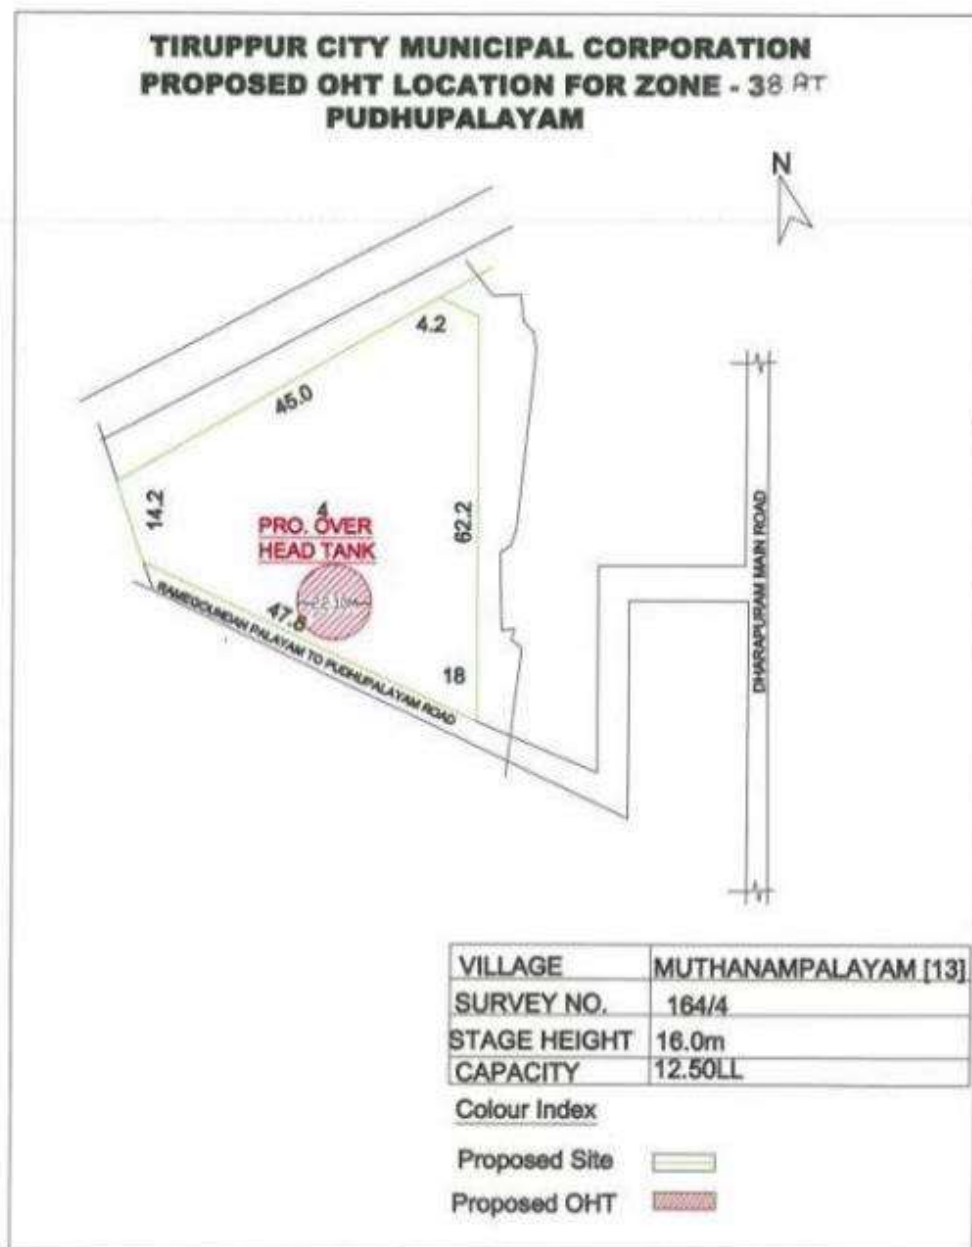 TIRUPPUR CITY MUNICIPAL CORPORATION
PROPOSED OHT LOCATION FOR ZONE - 38 AT
PUDHUPALAYAM
N
4.2
45.0
14.2
4
PRO. OVER
HEAD TANK
62.2
47.8
18
RAMEGOUNDAN PALAYAM TO PUDHUPALAYAM ROAD
DHARAPURAM MAIN ROAD
VILLAGE MUTHANAMPALAYAM [13]
SURVEY NO. 164/4
STAGE HEIGHT 16.0m
CAPACITY 12.50LL
Colour Index
Proposed Site
Proposed OHT